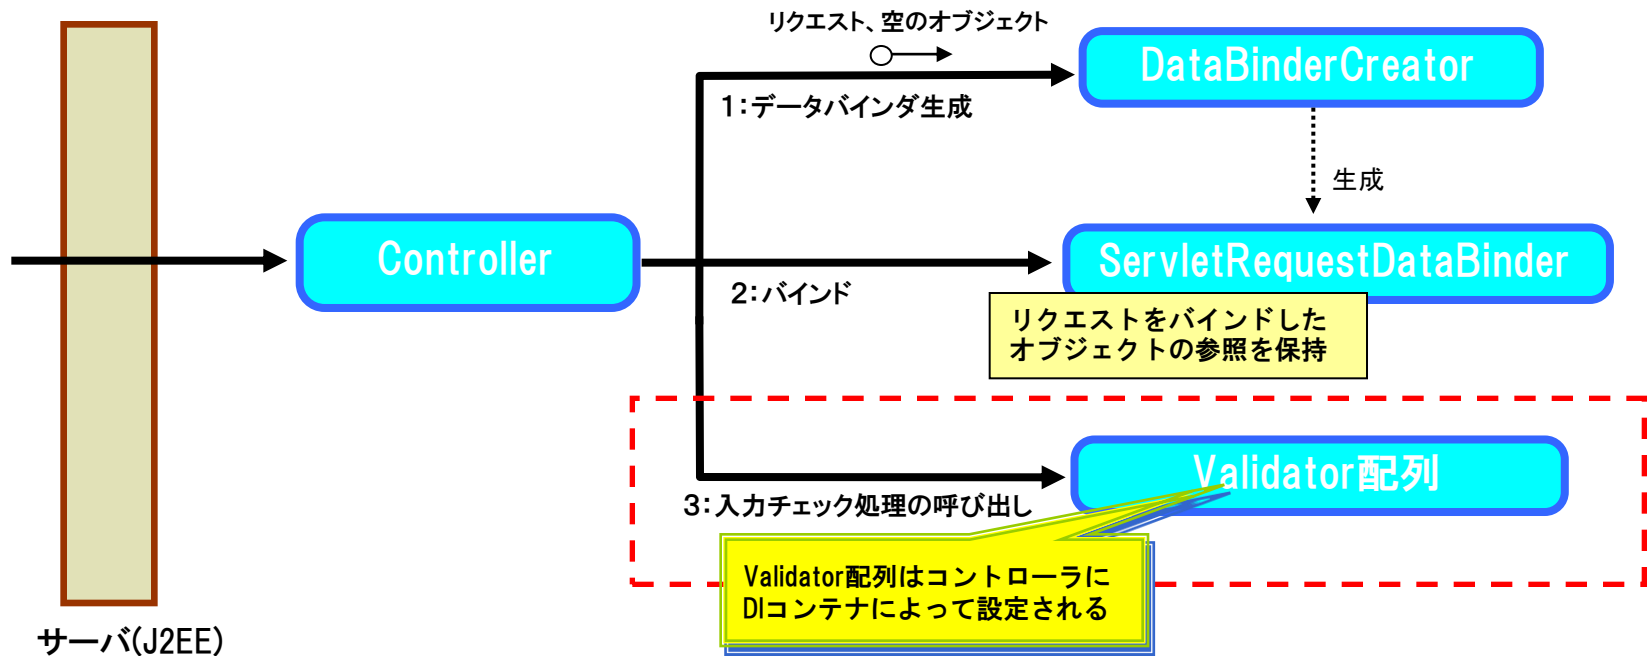 リクエスト、空のオブジェクト
DataBinderCreator
1:データバインダ生成
生成
Controller
ServletRequestDataBinder
2:バインド
リクエストをバインドした
オブジェクトの参照を保持
Validator配列
3:入力チェック処理の呼び出し
Validator配列はコントローラに
DIコンテナによって設定される
サーバ(J2EE)